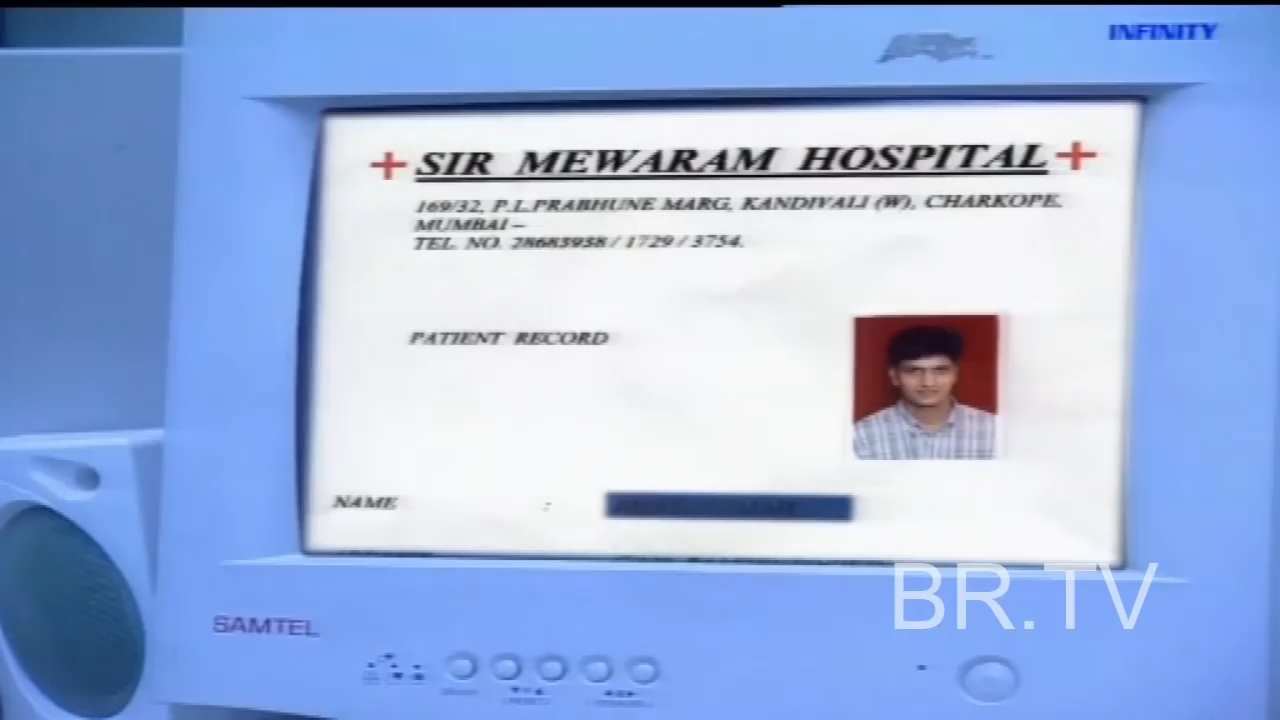 INFINITY
SIR MEWARAM HOSPITAL
169/32, P.L.PRABHUNE MARG, KANDIVALI (W), CHARKOPE,
MUMBAI –
TEL. NO. 28683938 / 1729 / 3754.
PATIENT RECORD
NAME :
BR.TV
SAMTEL